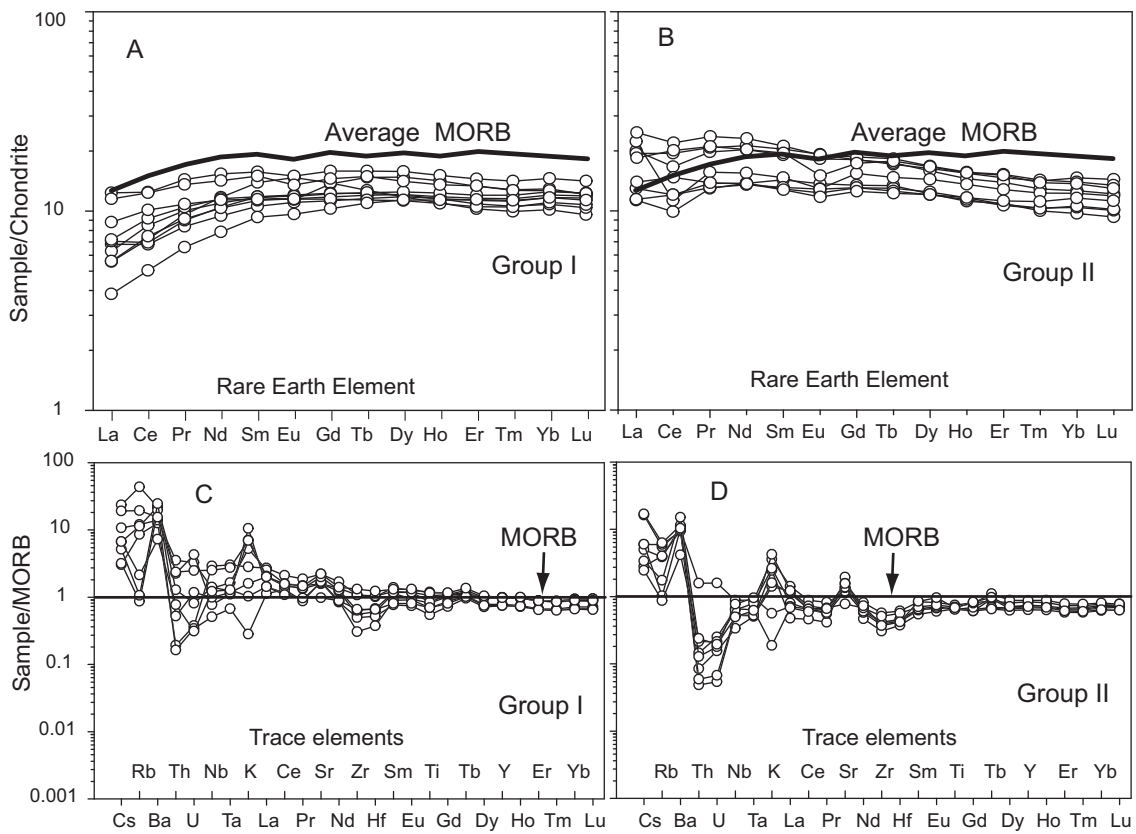 100
A
B
Average MORB
Average MORB
Sample/Chondrite
10
Group I
Group II
Rare Earth Element
Rare Earth Element
1
La Ce Pr Nd Sm Eu Gd Tb Dy Ho Er Tm Yb Lu
La Ce Pr Nd Sm Eu Gd Tb Dy Ho Er Tm Yb Lu
100
C
D
10
MORB
MORB
Sample/MORB
1
0.1
Group I
Group II
0.01
Trace elements
Trace elements
Rb Th Nb K Ce Sr Zr Sm Ti Tb Y Er Yb
Rb Th Nb K Ce Sr Zr Sm Ti Tb Y Er Yb
0.001
Cs Ba U Ta La Pr Nd Hf Eu Gd Dy Ho Tm Lu
Cs Ba U Ta La Pr Nd Hf Eu Gd Dy Ho Tm Lu